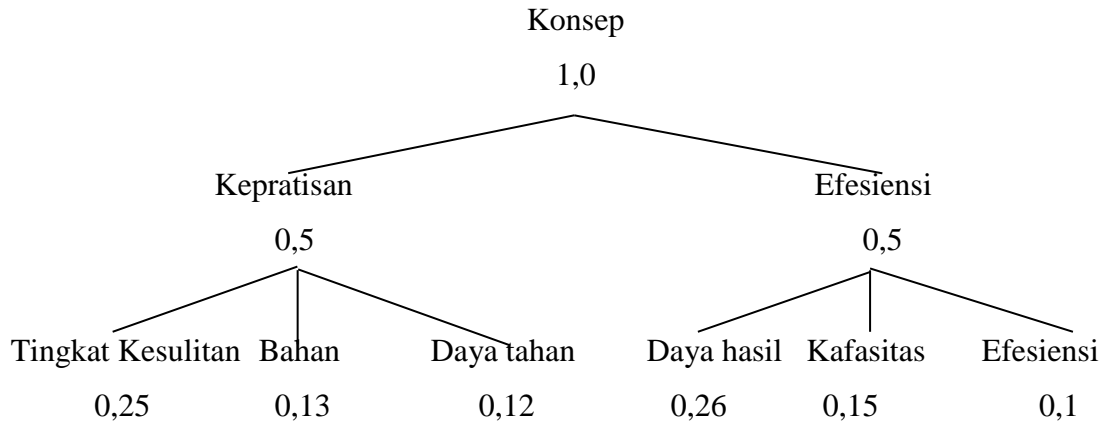 Konsep
1,0
Kepratisan Efesiensi
0,5 0,5
Tingkat Kesulitan Bahan Daya tahan Daya hasil Kafasitas Efesiensi
0,25 0,13 0,12 0,26 0,15 0,1